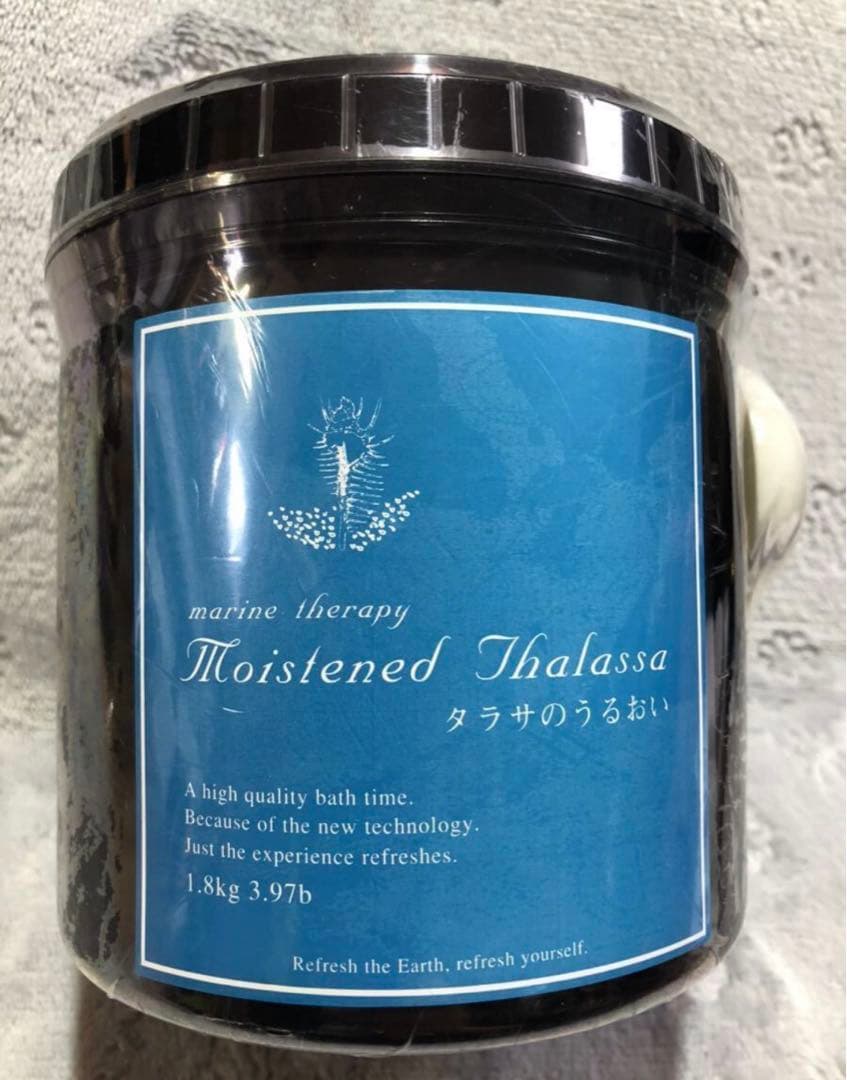 marine therapy
Moistened Thalassa
タラサのうるおい
A high quality bath time.
Because of the new technology.
Just the experience refreshes.
1.8kg 3.97b
Refresh the Earth, refresh yourself.